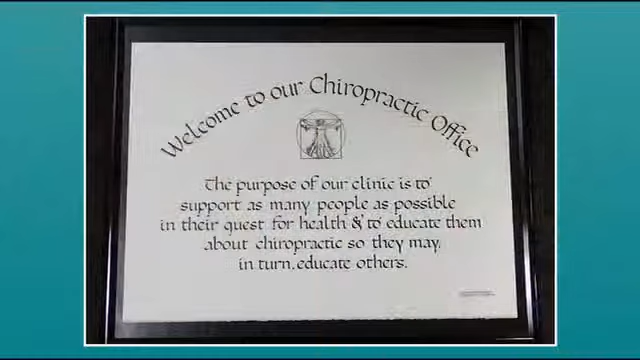 Welcome to our Chiropractic Office
The purpose of our clinic is to
support as many people as possible
in their quest for health & to educate them
about chiropractic so they may,
in turn, educate others.